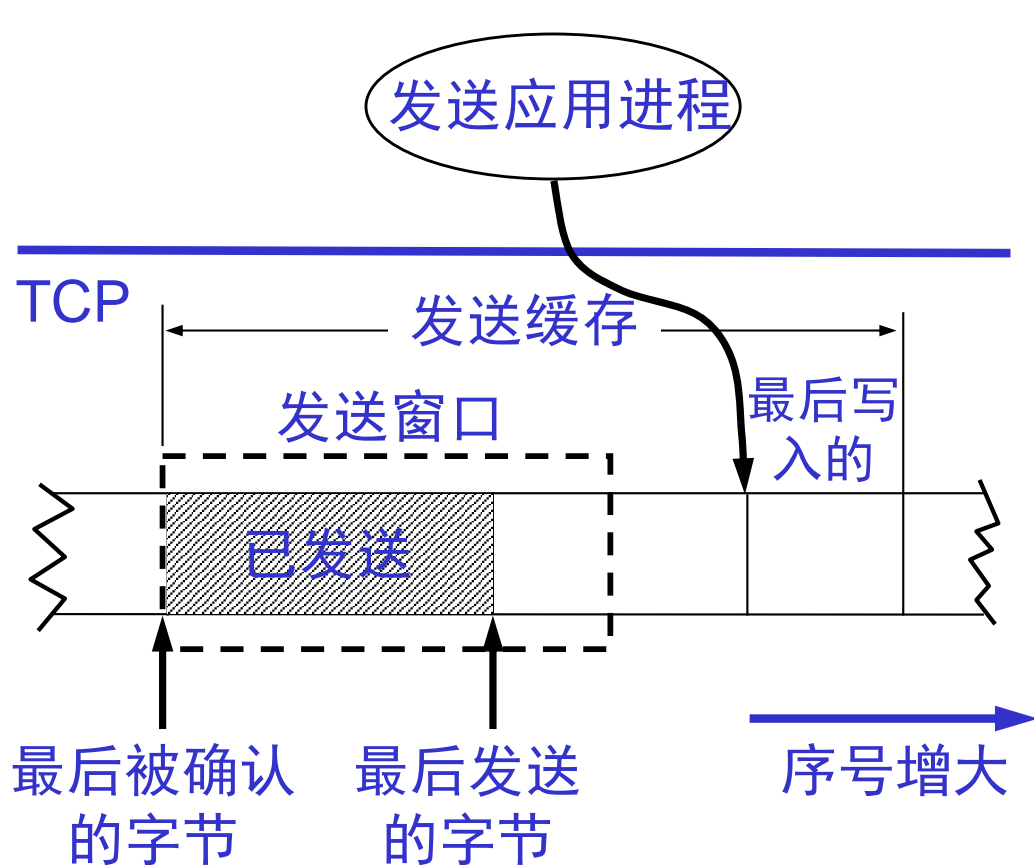 发送应用进程
TCP
发送缓存
最后写
入的
发送窗口
已发送
最后被确认
的字节
最后发送
的字节
序号增大